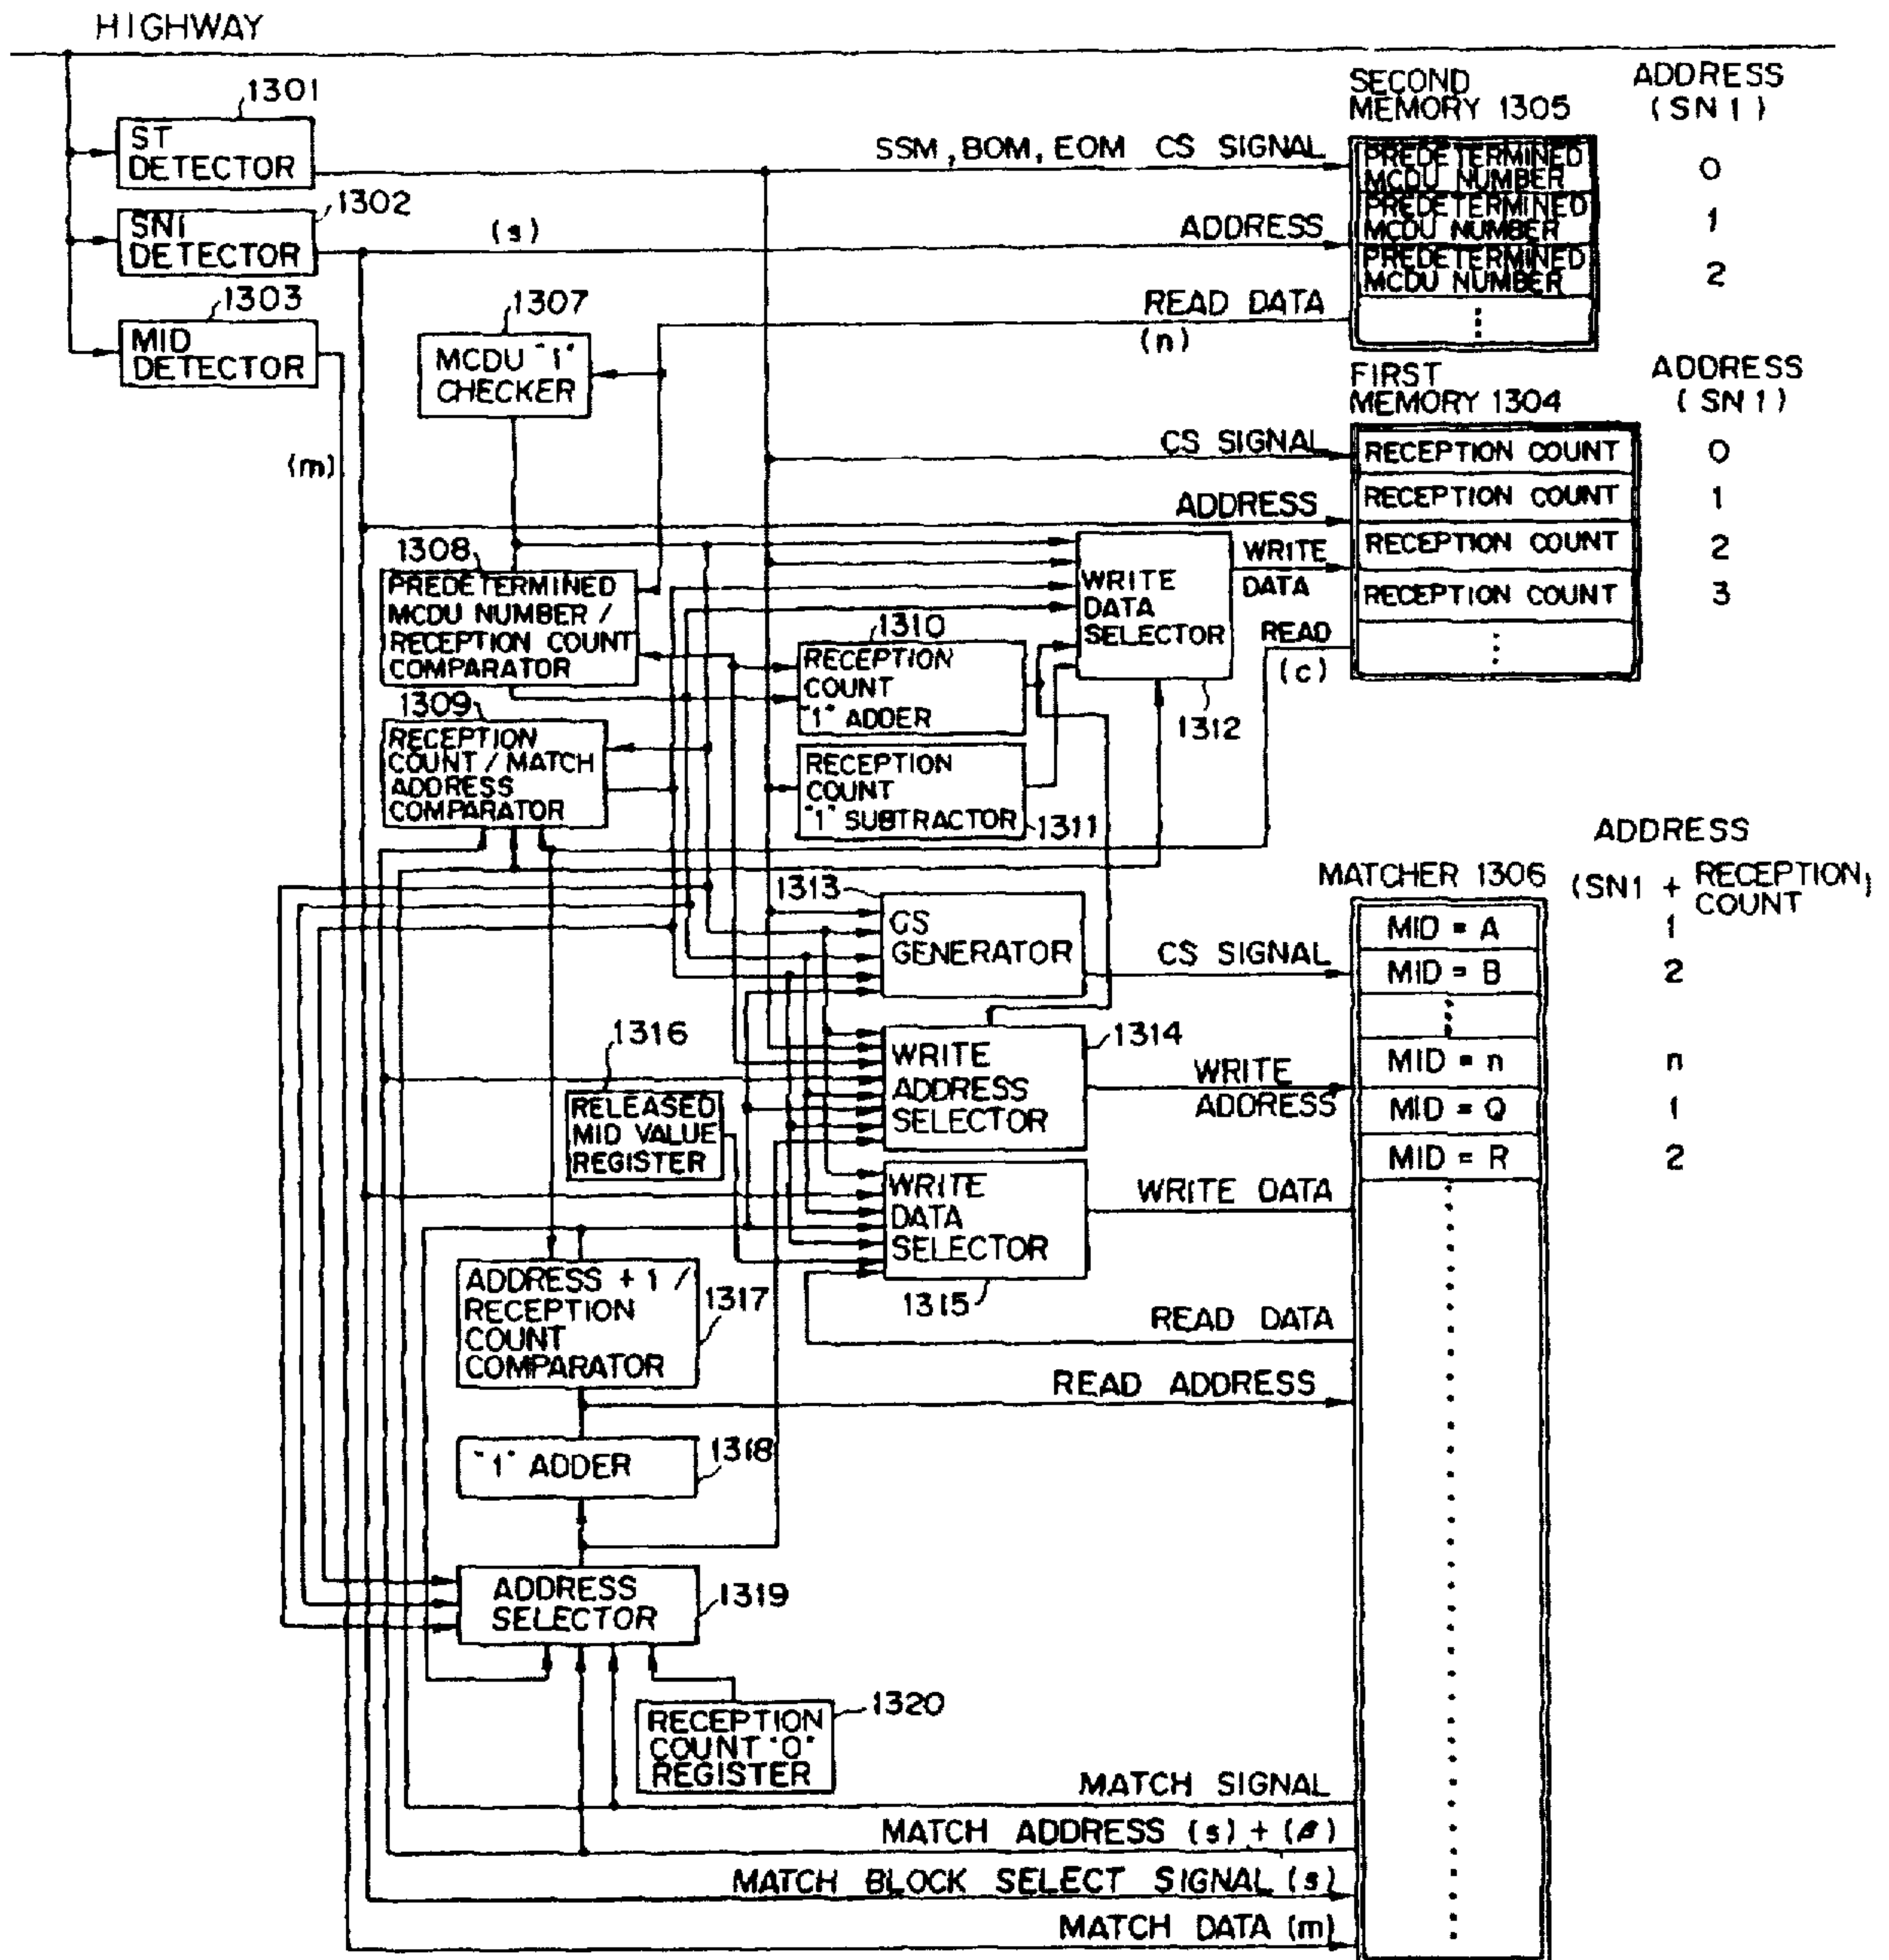 HIGHWAY
1301
ST
DETECTOR
1302
SNI
DETECTOR
1303
MID
DETECTOR
(s)
(m)
SSM, BOM, EOM CS SIGNAL
ADDRESS
READ DATA
(n)
SECOND
MEMORY 1305
ADDRESS
(SN1)
PREDETERMINED
MCDU NUMBER
0
PREDETERMINED
MCDU NUMBER
1
PREDETERMINED
MCDU NUMBER
2
1307
MCDU "1"
CHECKER
FIRST
MEMORY 1304
ADDRESS
(SN1)
CS SIGNAL
ADDRESS
RECEPTION COUNT
0
RECEPTION COUNT
1
RECEPTION COUNT
2
RECEPTION COUNT
3
WRITE
DATA
READ
(c)
1308
PREDETERMINED
MCDU NUMBER /
RECEPTION COUNT
COMPARATOR
1309
RECEPTION
COUNT / MATCH
ADDRESS
COMPARATOR
1310
RECEPTION
COUNT
"1" ADDER
RECEPTION
COUNT
"1" SUBTRACTOR
1311
WRITE
DATA
SELECTOR
1312
1313
GS
GENERATOR
CS SIGNAL
MATCHER 1306
ADDRESS
(SN1 + RECEPTION)
COUNT
MID = A
1
MID = B
2
MID = n
n
MID = Q
1
MID = R
2
1314
WRITE
ADDRESS
SELECTOR
WRITE
ADDRESS
1316
RELEASED
MID VALUE
REGISTER
WRITE
DATA
SELECTOR
1315
WRITE DATA
READ DATA
READ ADDRESS
ADDRESS + 1 /
RECEPTION
COUNT
COMPARATOR
1317
"1" ADDER
1318
ADDRESS
SELECTOR
1319
RECEPTION
COUNT "0"
REGISTER
1320
MATCH SIGNAL
MATCH ADDRESS (s) + (β)
MATCH BLOCK SELECT SIGNAL (s)
MATCH DATA (m)